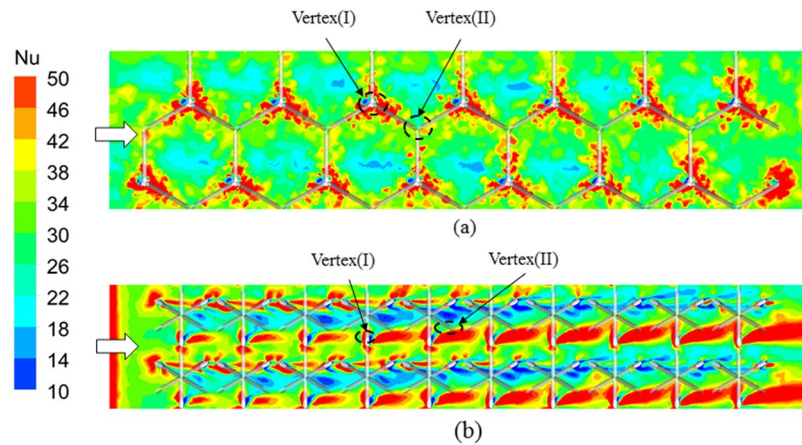 Vertex(I)
Vertex(II)
Nu
50
46
42
38
34
30
26
22
18
14
10
(a)
Vertex(I)
Vertex(II)
(b)